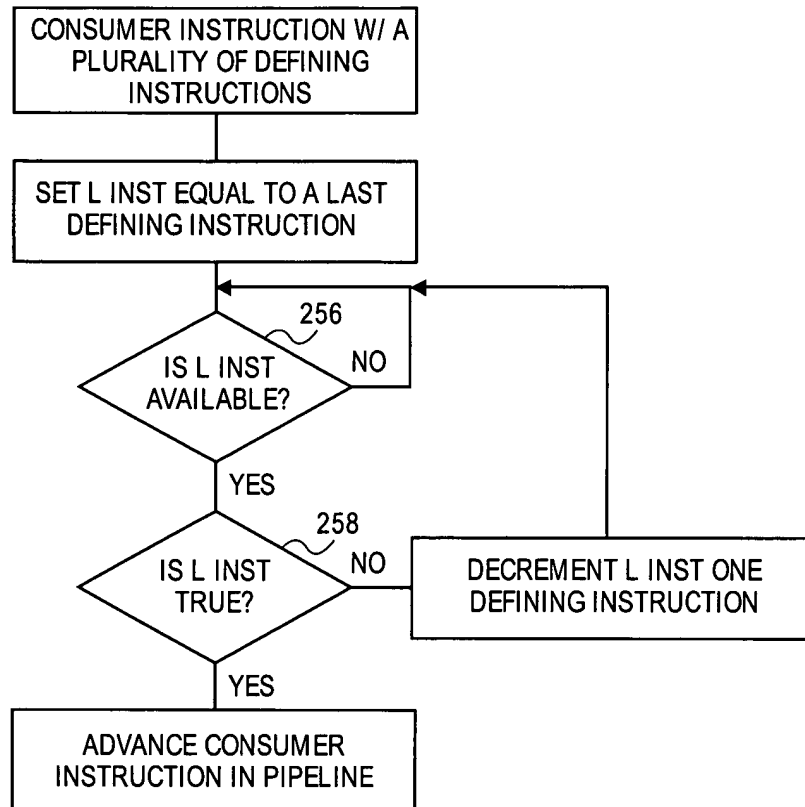 CONSUMER INSTRUCTION W/ A
PLURALITY OF DEFINING
INSTRUCTIONS
SET L INST EQUAL TO A LAST
DEFINING INSTRUCTION
256
IS L INST
AVAILABLE?
NO
YES
258
IS L INST
TRUE?
NO
DECREMENT L INST ONE
DEFINING INSTRUCTION
YES
ADVANCE CONSUMER
INSTRUCTION IN PIPELINE